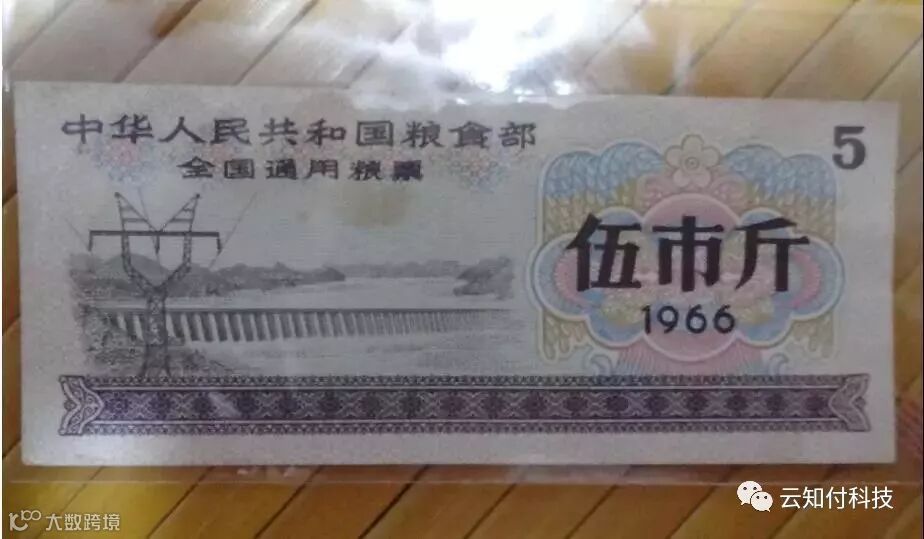 中华人民共和国粮食部
全国通用粮票
5
伍市斤
1966
云知付科技
大数跨境